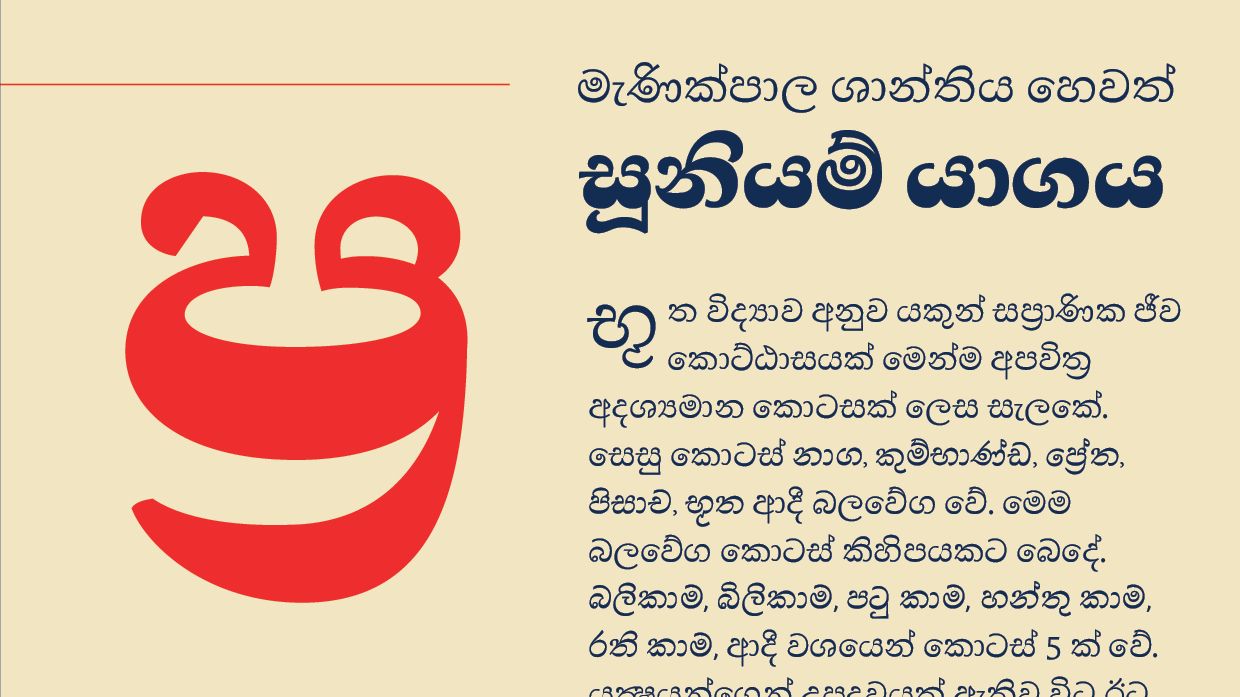 ෂ
මැණික්පාල ශාන්තිය හෙවත්
සූනියම් යාගය
භූත විද්‍යාව අනුව යකුන් සප්‍රාණික ජීව
කොට්ඨාසයක් මෙන්ම අපවිත්‍ර
අදශ්‍යමාන කොටසක් ලෙස සැලකේ.
සෙසු කොටස් නාග, කුම්භාණ්ඩ, ප්‍රේත,
පිසාච, භූත ආදී බලවේග වේ. මෙම
බලවේග කොටස් කිහිපයකට බෙදේ.
බලිකාම, බිලිකාම, පටු කාම, හන්තු කාම,
රති කාම, ආදී වශයෙන් කොටස් 5 ක් වේ.